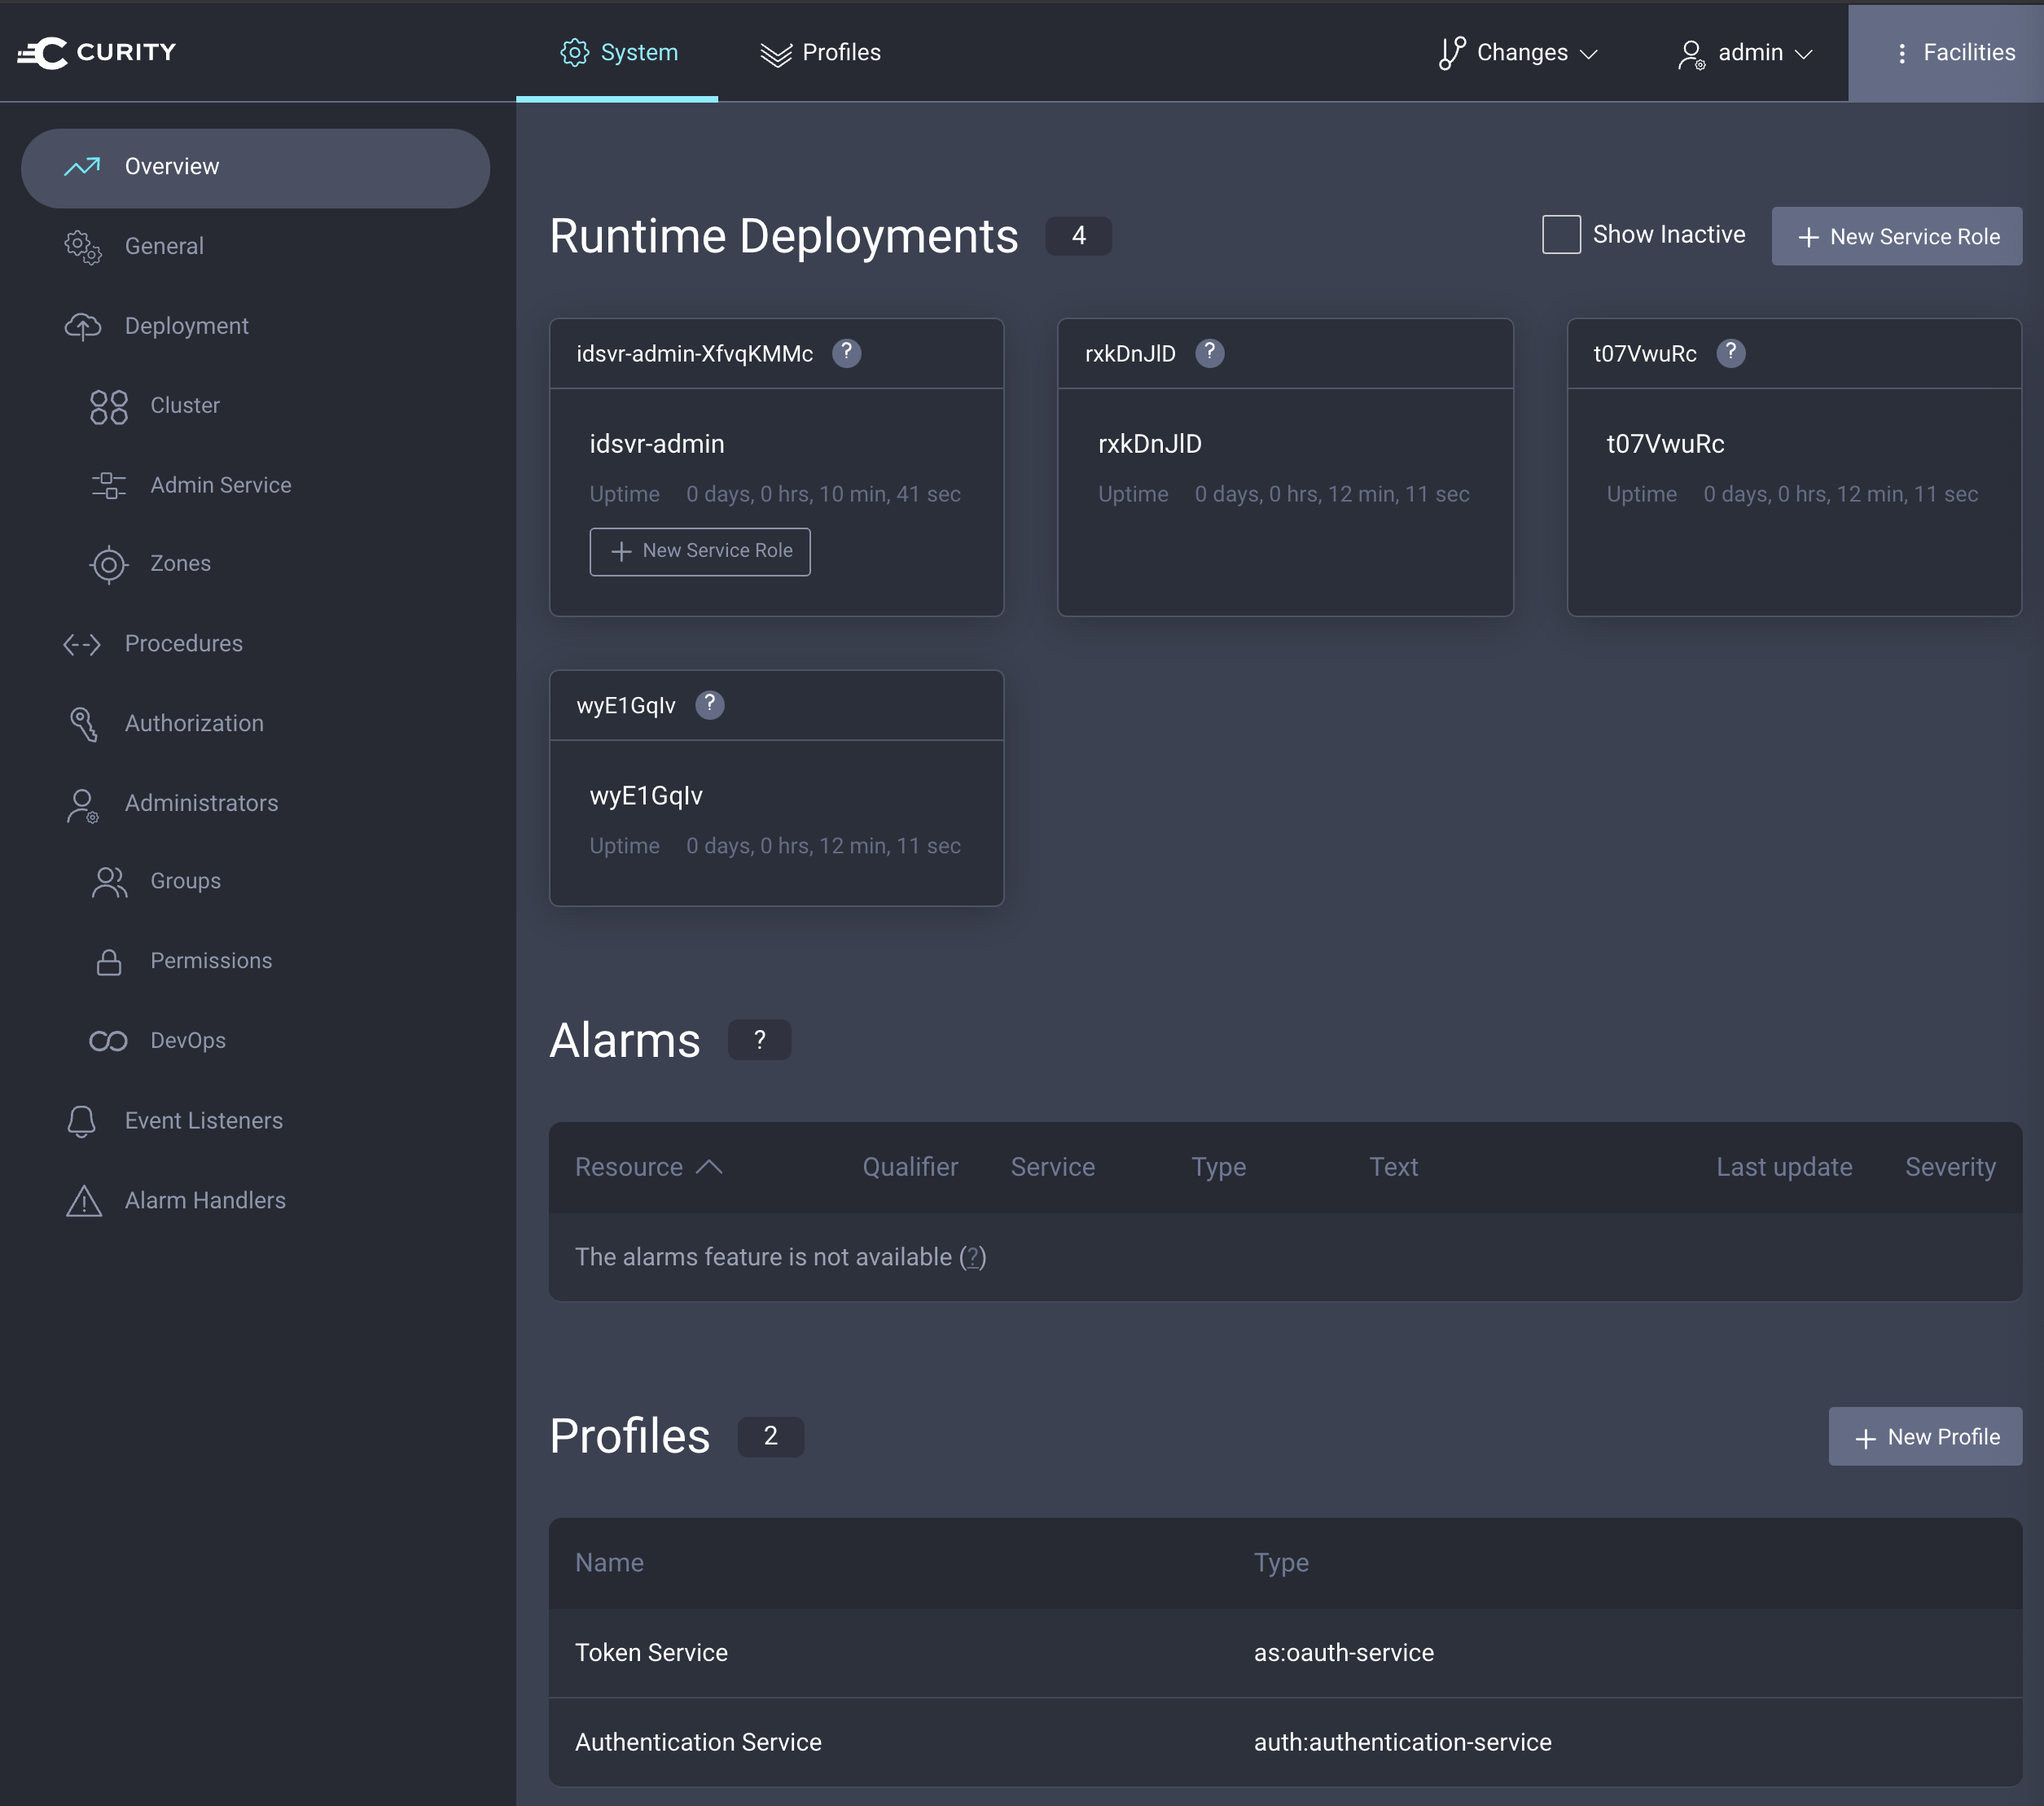 CURITY
System
Profiles
Changes
admin
Facilities
Overview
General
Deployment
Cluster
Admin Service
Zones
Procedures
Authorization
Administrators
Groups
Permissions
DevOps
Event Listeners
Alarm Handlers
Runtime Deployments 4
Show Inactive
+ New Service Role
idsvr-admin-XfvqKMMc ?
idsvr-admin
Uptime 0 days, 0 hrs, 10 min, 41 sec
+ New Service Role
rxkDnJlD ?
rxkDnJlD
Uptime 0 days, 0 hrs, 12 min, 11 sec
t07VwuRc ?
t07VwuRc
Uptime 0 days, 0 hrs, 12 min, 11 sec
wyE1GqIv ?
wyE1GqIv
Uptime 0 days, 0 hrs, 12 min, 11 sec
Alarms ?
Resource Qualifier Service Type Text Last update Severity
The alarms feature is not available (?)
Profiles 2
+ New Profile
Name Type
Token Service as:oauth-service
Authentication Service auth:authentication-service